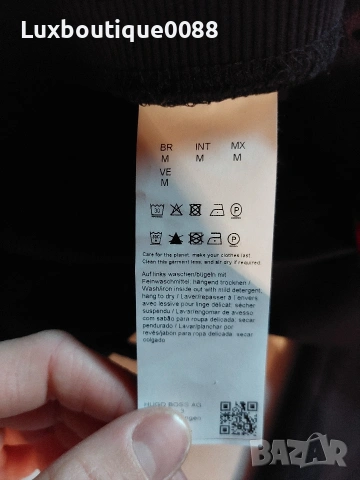 Luxboutique0088
BR INT MX
M M M
VE
M
Care for the planet, make your clothes last
Clean this garment less, and air dry if required.
Auf links waschen/bügeln mit
Feinwaschmittel; hängend trocknen /
Wash/iron inside out with mild detergent,
hang to dry / Laver/repasser à l'envers
avec lessive pour linge délicat; sécher
suspendu / Lavar/engomar de avesso
com sabão para roupa delicada; secar
pendurado / Lavar/planchar por
revés/jabón para ropa delicada; secar
colgado
HUGO BOSS AG
BAZAR